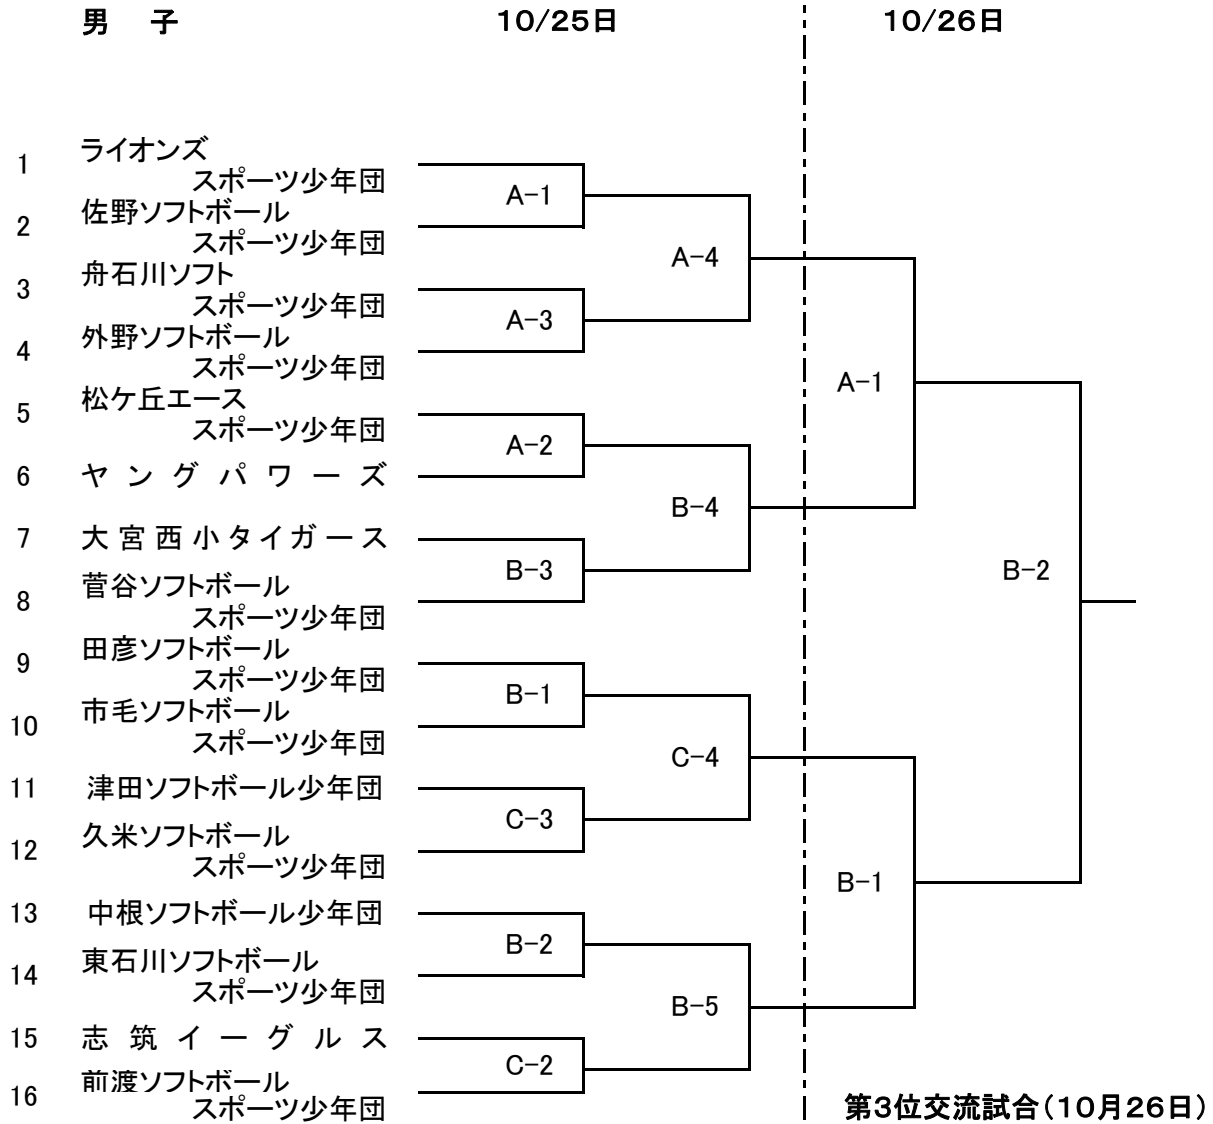 男 子 10/25日 10/26日
1 ライオンズ
スポーツ少年団
A-1
2 佐野ソフトボール
スポーツ少年団
A-4
3 舟石川ソフト
スポーツ少年団
A-3
4 外野ソフトボール
スポーツ少年団
A-1
5 松ケ丘エース
スポーツ少年団
A-2
6 ヤングパワーズ
B-4
7 大宮西小タイガース
B-3
B-2
8 菅谷ソフトボール
スポーツ少年団
9 田彦ソフトボール
スポーツ少年団
B-1
10 市毛ソフトボール
スポーツ少年団
C-4
11 津田ソフトボール少年団
C-3
12 久米ソフトボール
スポーツ少年団
B-1
13 中根ソフトボール少年団
B-2
14 東石川ソフトボール
スポーツ少年団
B-5
15 志筑イーグルス
C-2
16 前渡ソフトボール
スポーツ少年団
第3位交流試合(10月26日)